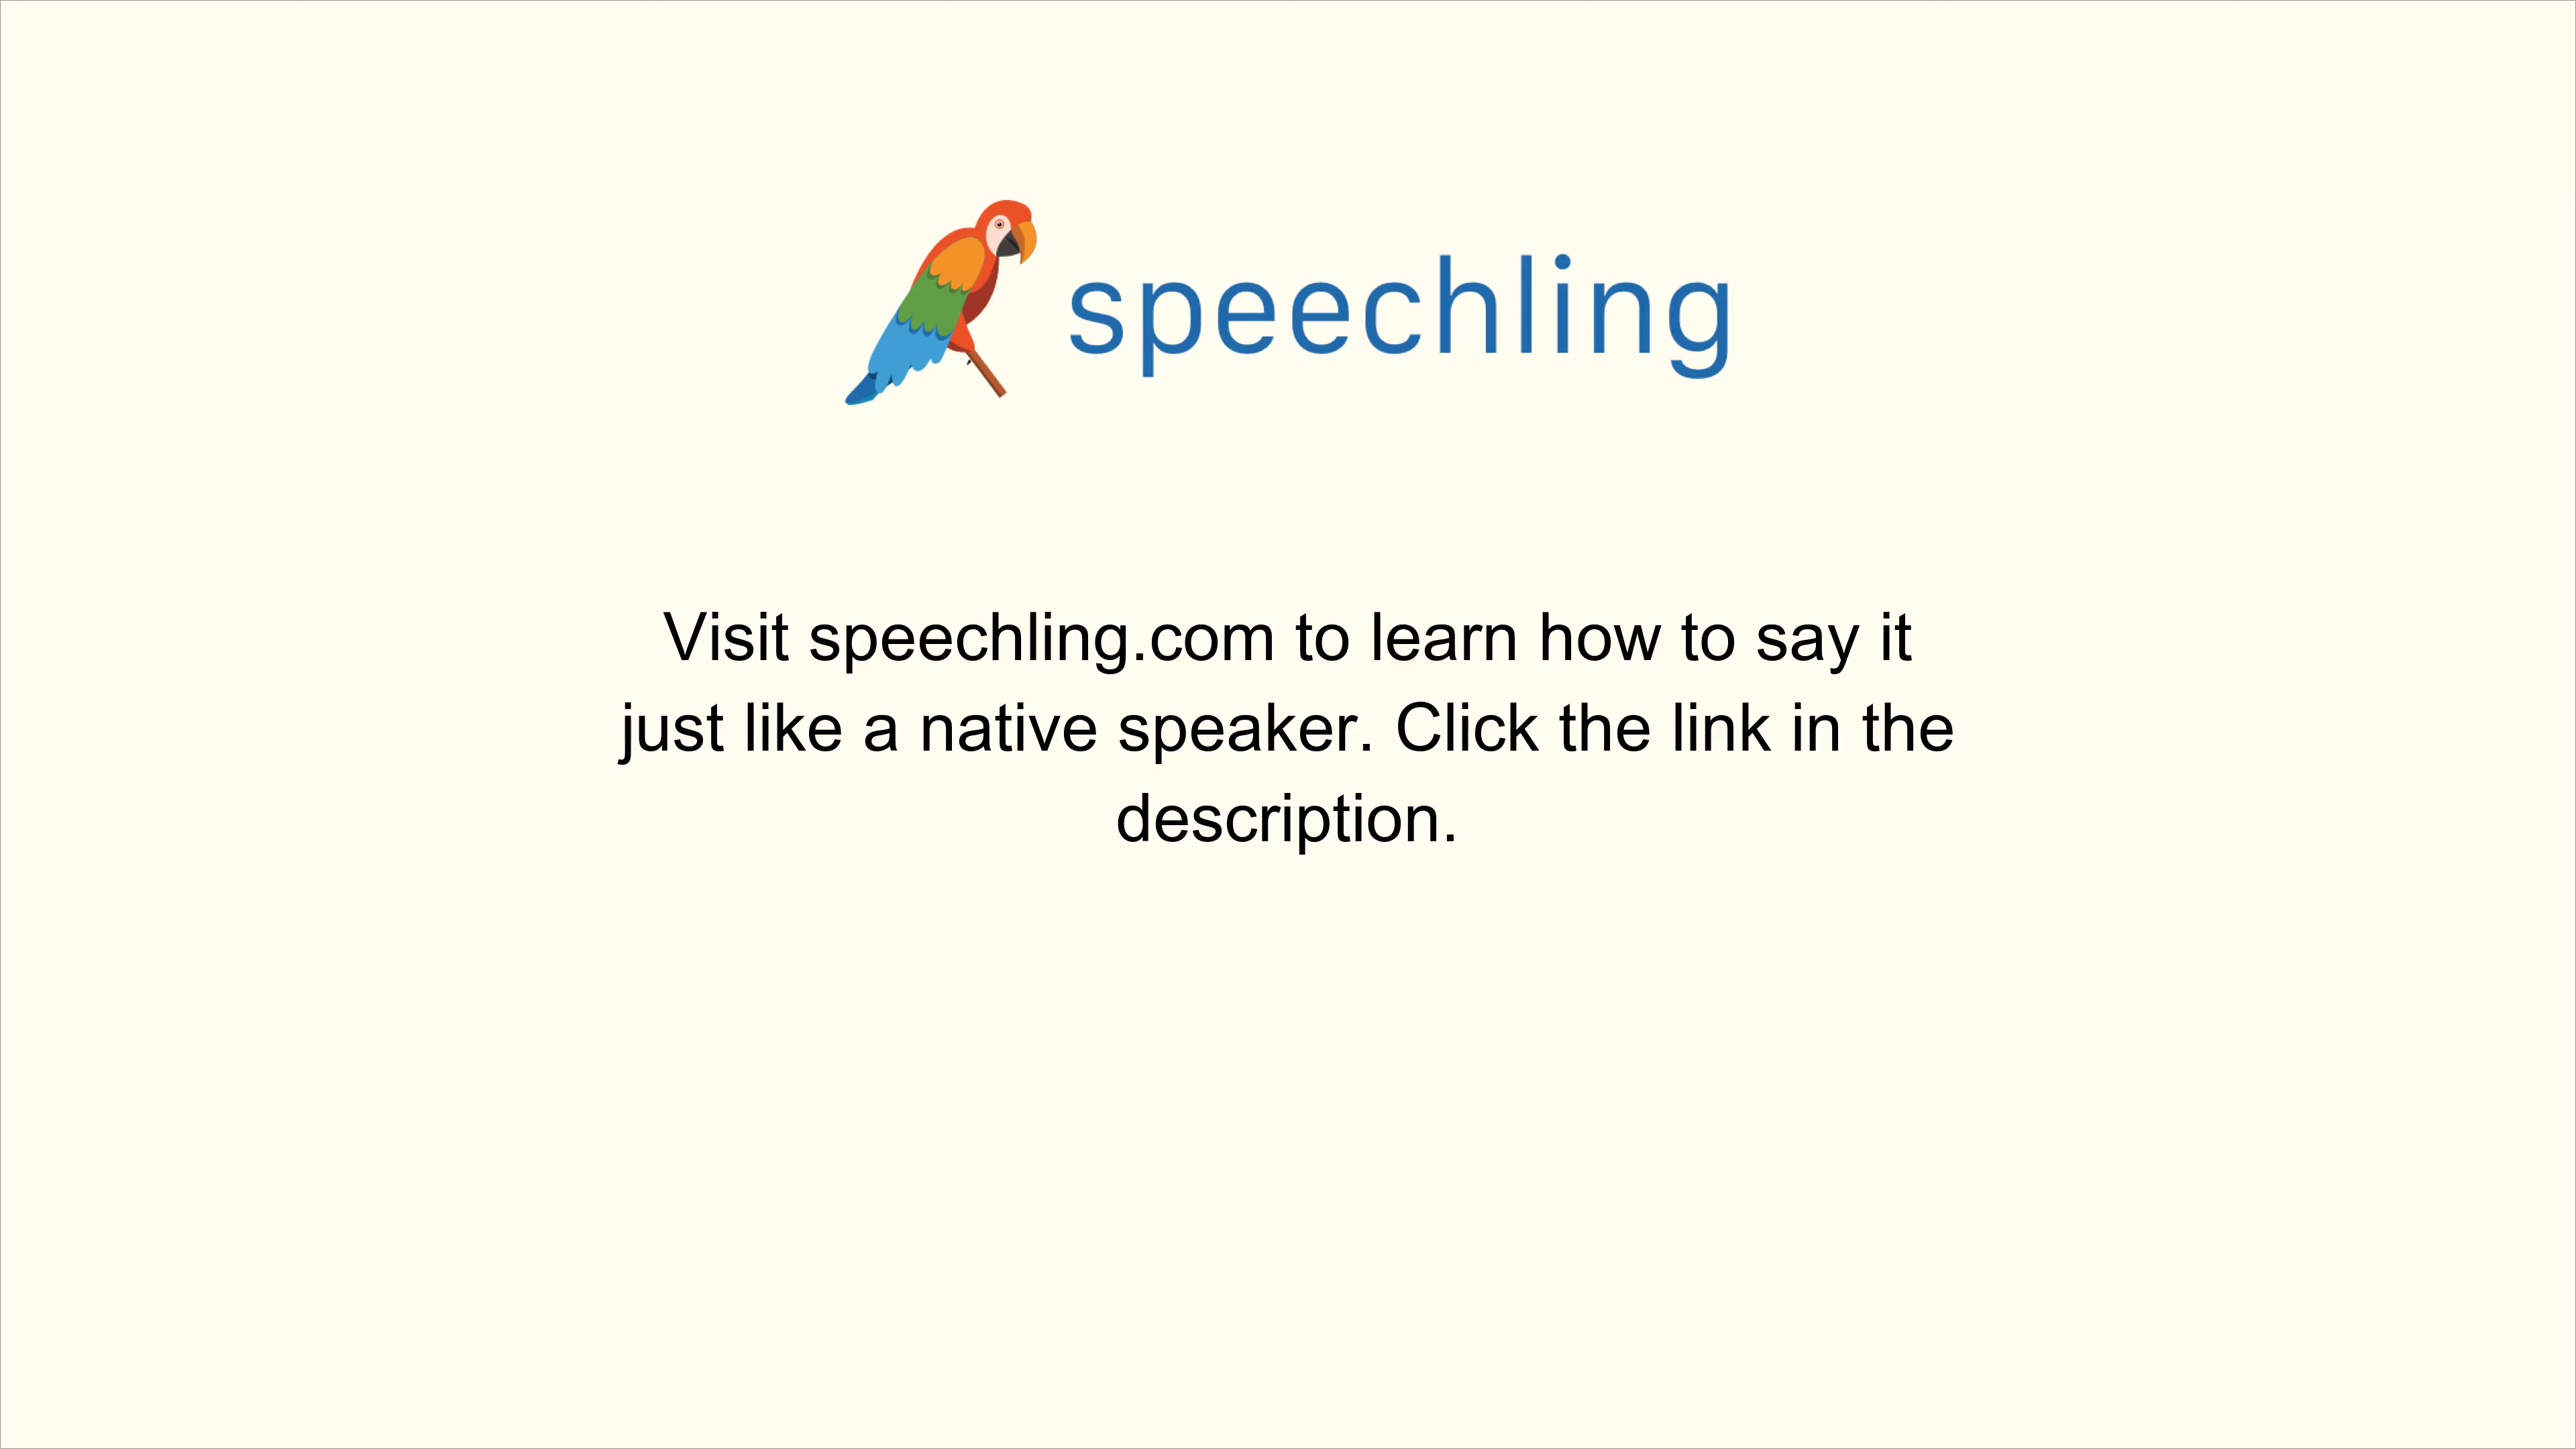 speechling
Visit speechling.com to learn how to say it
just like a native speaker. Click the link in the
description.